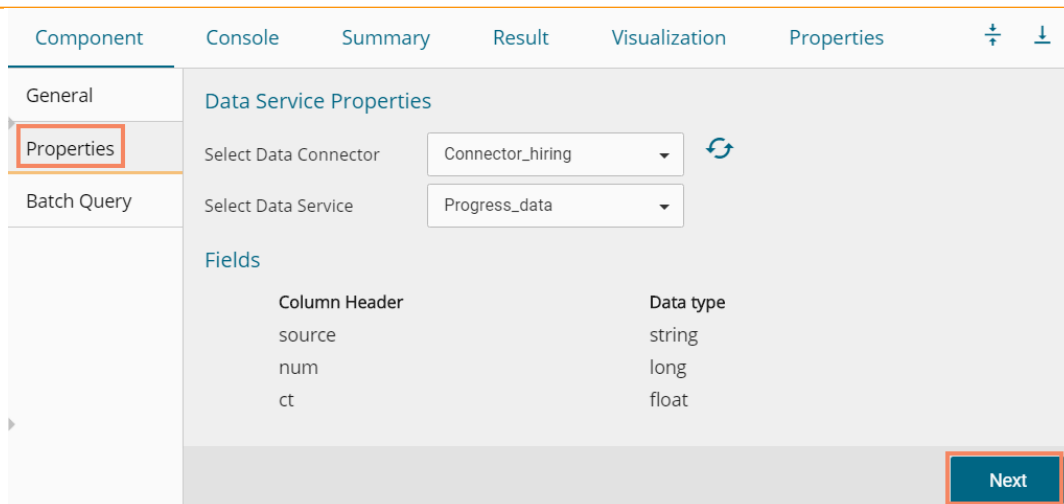 Component Console Summary Result Visualization Properties
General
Properties
Batch Query
Data Service Properties
Select Data Connector Connector_hiring
Select Data Service Progress_data
Fields
Column Header Data type
source string
num long
ct float
Next